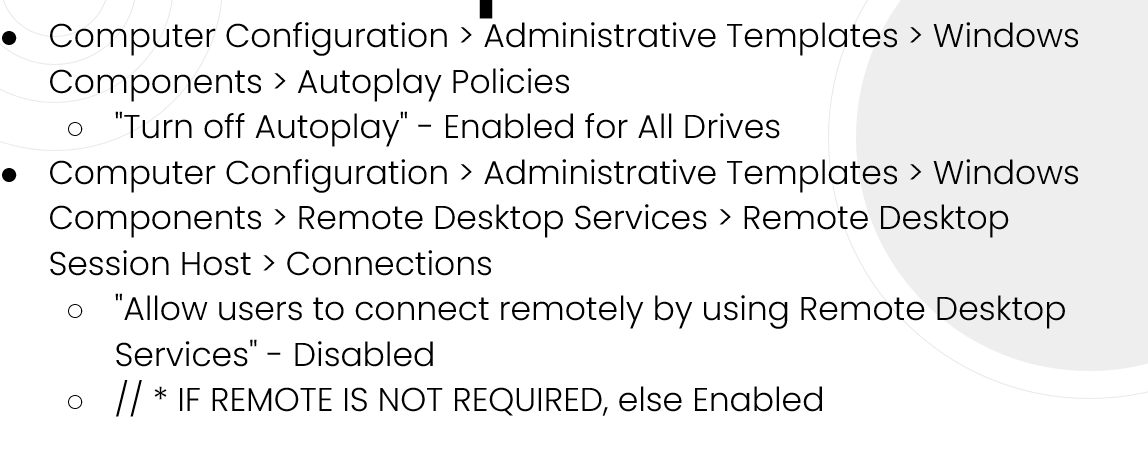 ● Computer Configuration > Administrative Templates > Windows
Components > Autoplay Policies
○ "Turn off Autoplay" - Enabled for All Drives
● Computer Configuration > Administrative Templates > Windows
Components > Remote Desktop Services > Remote Desktop
Session Host > Connections
○ "Allow users to connect remotely by using Remote Desktop
Services" - Disabled
○ // * IF REMOTE IS NOT REQUIRED, else Enabled